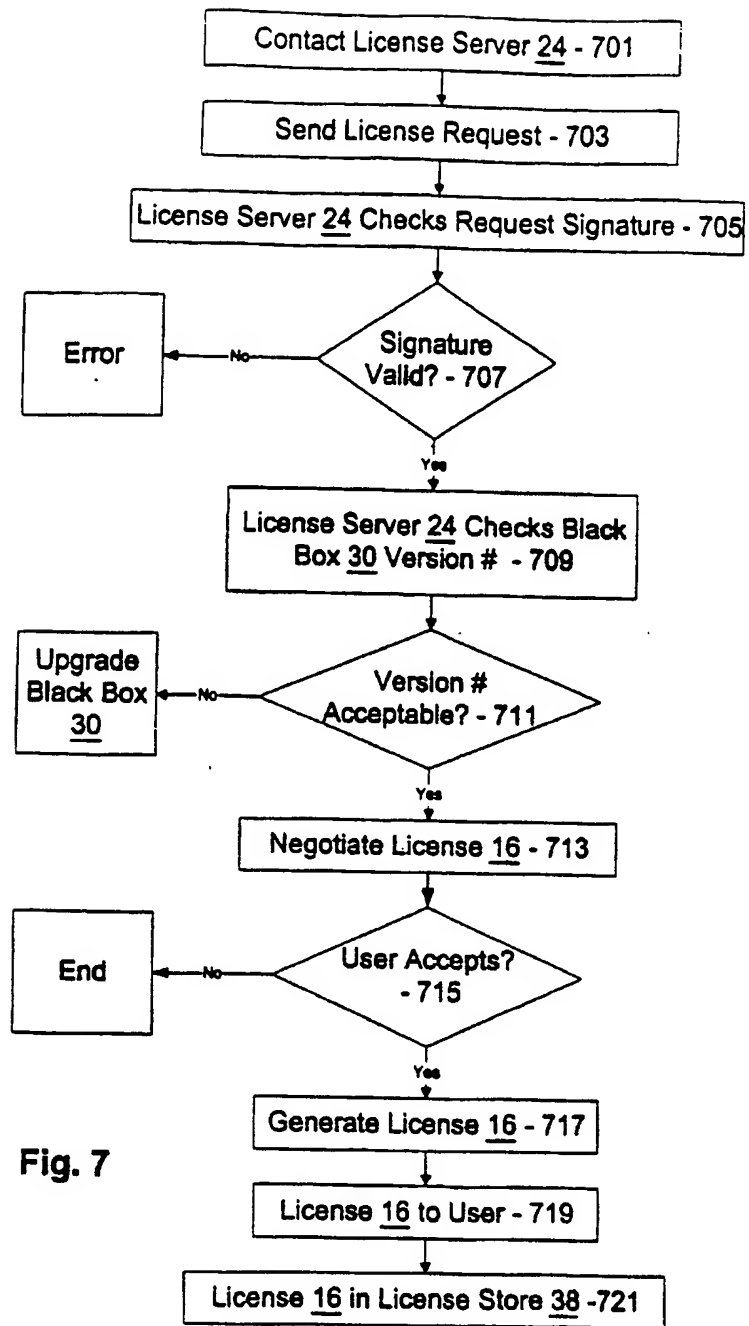 Contact License Server 24 - 701
Send License Request - 703
License Server 24 Checks Request Signature - 705
Signature
Valid? - 707
No
Error
Yes
License Server 24 Checks Black
Box 30 Version # - 709
Version #
Acceptable? - 711
No
Upgrade
Black Box
30
Yes
Negotiate License 16 - 713
User Accepts?
- 715
No
End
Yes
Generate License 16 - 717
Fig. 7
License 16 to User - 719
License 16 in License Store 38 -721